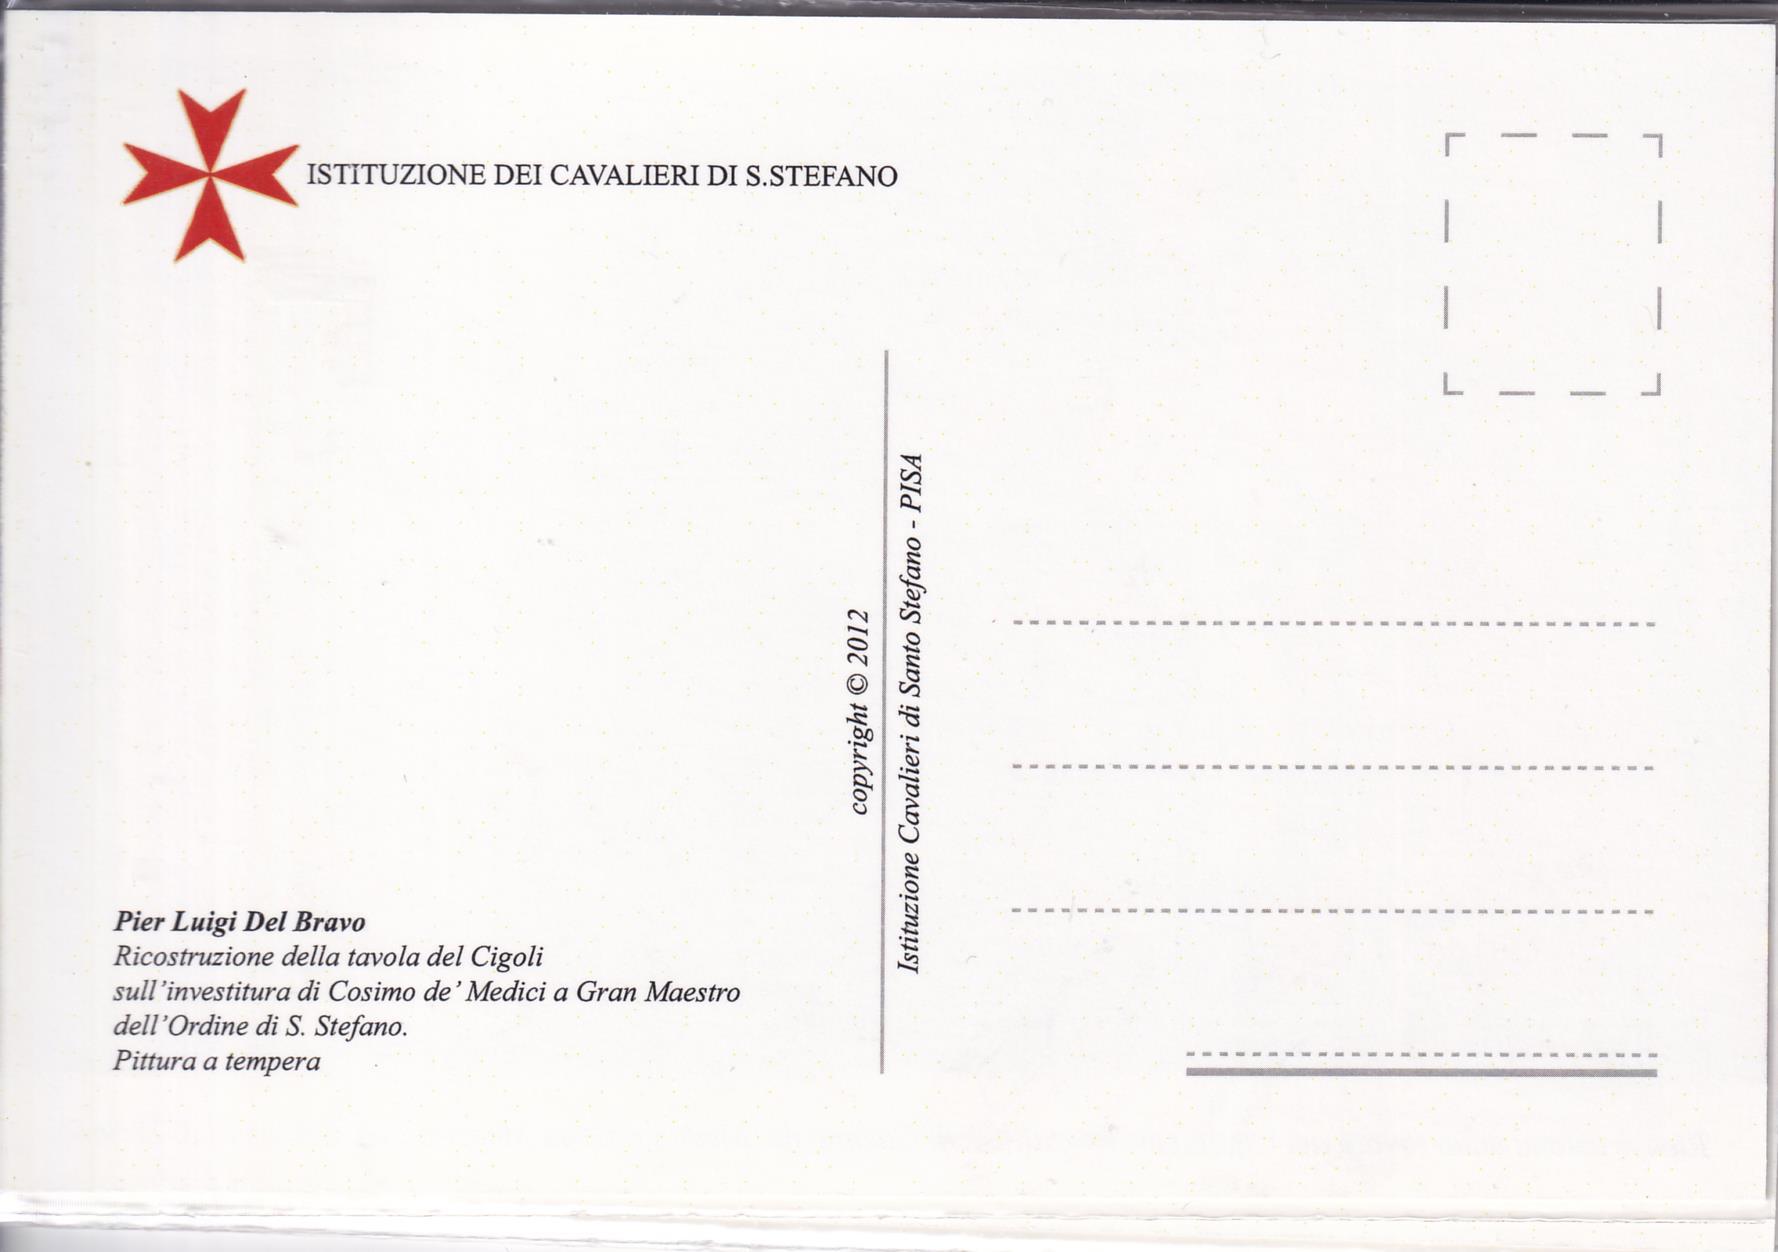 ISTITUZIONE DEI CAVALIERI DI S.STEFANO
copyright © 2012
Istituzione Cavalieri di Santo Stefano - PISA
Pier Luigi Del Bravo
Ricostruzione della tavola del Cigoli
sull'investitura di Cosimo de' Medici a Gran Maestro
dell'Ordine di S. Stefano.
Pittura a tempera